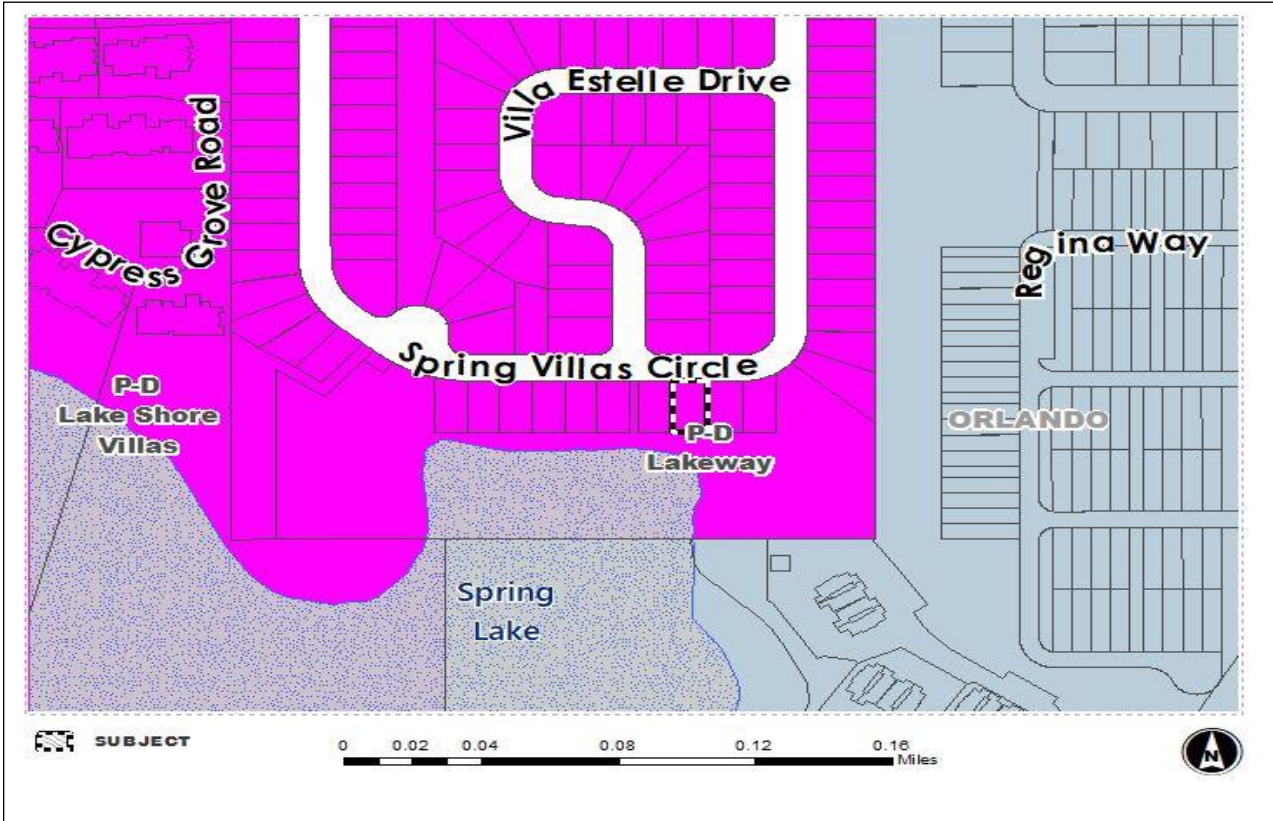 Villa Estelle Drive
Cypress Grove Road
Regina Way
Spring Villas Circle
P-D
Lake Shore
Villas
ORLANDO
P-D
Lakeway
Spring
Lake
SUBJECT
0 0.02 0.04 0.08 0.12 0.16
Miles
N